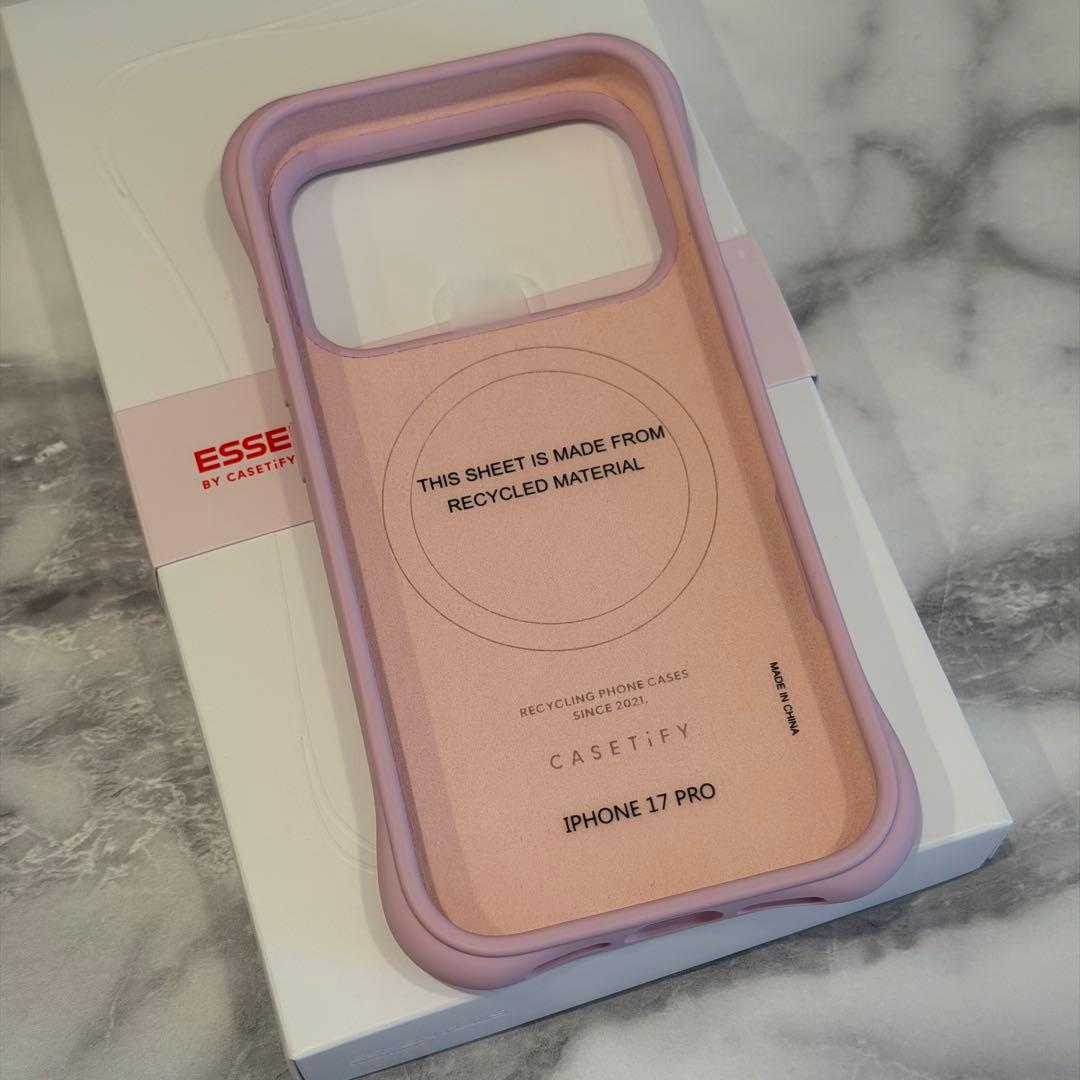 ESSE
BY CASETiFY
THIS SHEET IS MADE FROM
RECYCLED MATERIAL
RECYCLING PHONE CASES
SINCE 2021.
CASETiFY
IPHONE 17 PRO
MADE IN CHINA